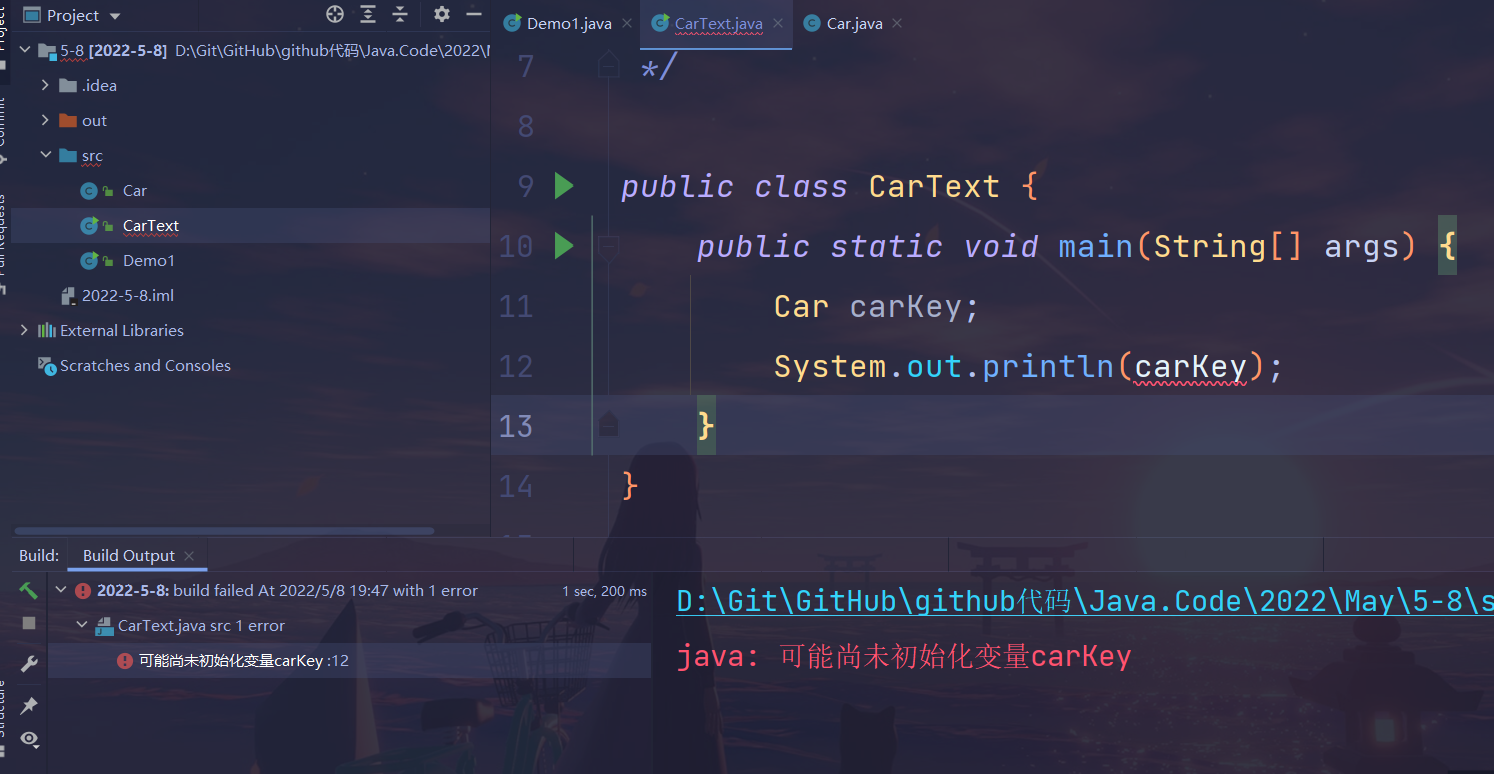 Project
5-8 [2022-5-8] D:\Git\GitHub\github代码\Java.Code\2022\
.idea
out
src
Car
CarText
Demo1
2022-5-8.iml
External Libraries
Scratches and Consoles
Demo1.java
CarText.java
Car.java
7 */
8
9 public class CarText {
10 public static void main(String[] args) {
11 Car carKey;
12 System.out.println(carKey);
13 }
14 }
Build: Build Output
2022-5-8: build failed At 2022/5/8 19:47 with 1 error 1 sec, 200 ms
CarText.java src 1 error
可能尚未初始化变量carKey :12
D:\Git\GitHub\github代码\Java.Code\2022\May\5-8\s
java: 可能尚未初始化变量carKey